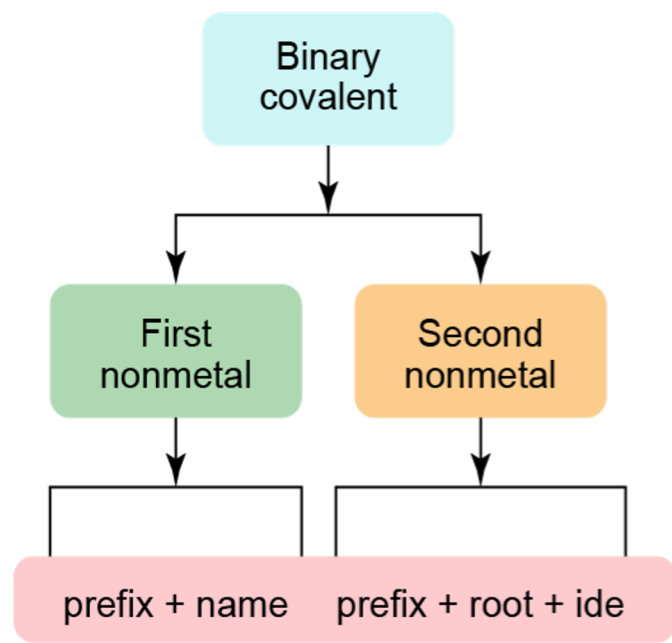 Binary
covalent
First
nonmetal
Second
nonmetal
prefix + name
prefix + root + ide